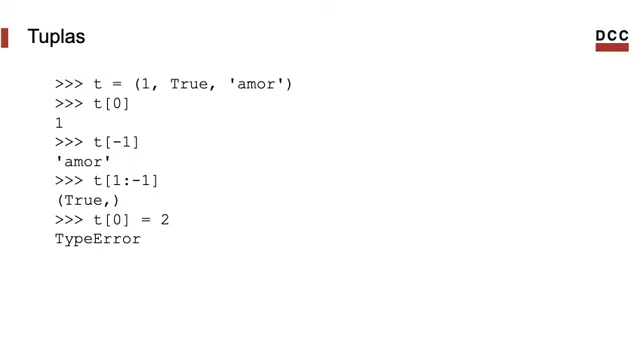 Tuplas
DCC
>>> t = (1, True, 'amor')
>>> t[0]
1
>>> t[-1]
'amor'
>>> t[1:-1]
(True,)
>>> t[0] = 2
TypeError